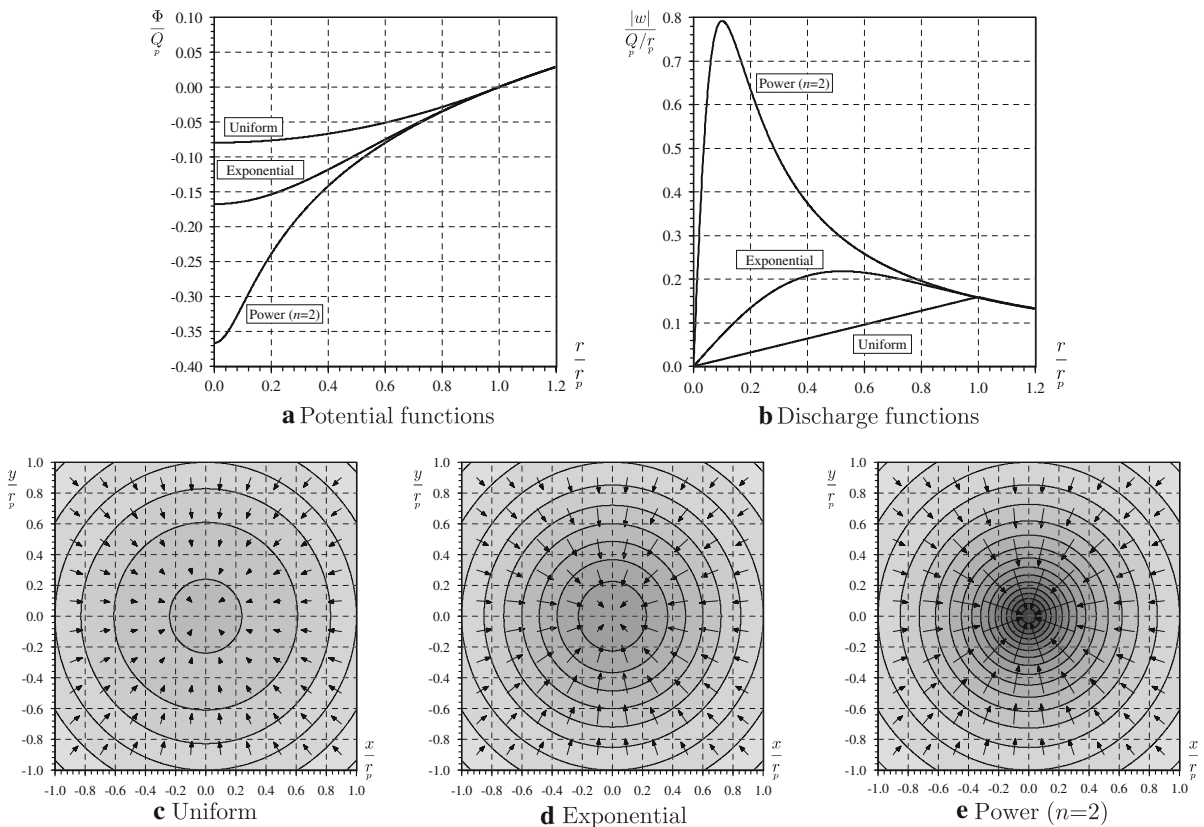 Φ
Q
p
0.10
0.05
0.00
-0.05
-0.10
-0.15
-0.20
-0.25
-0.30
-0.35
-0.40
Uniform
Exponential
Power (n=2)
0.0 0.2 0.4 0.6 0.8 1.0 1.2
r
r
p
a Potential functions
|w|
Q/r
p p
0.8
0.7
0.6
0.5
0.4
0.3
0.2
0.1
0.0
Power (n=2)
Exponential
Uniform
0.0 0.2 0.4 0.6 0.8 1.0 1.2
r
r
p
b Discharge functions
y
r
p
1.0
0.8
0.6
0.4
0.2
0.0
-0.2
-0.4
-0.6
-0.8
-1.0
-1.0 -0.8 -0.6 -0.4 -0.2 0.0 0.2 0.4 0.6 0.8 1.0
x
r
p
c Uniform
y
r
p
1.0
0.8
0.6
0.4
0.2
0.0
-0.2
-0.4
-0.6
-0.8
-1.0
-1.0 -0.8 -0.6 -0.4 -0.2 0.0 0.2 0.4 0.6 0.8 1.0
x
r
p
d Exponential
y
r
p
1.0
0.8
0.6
0.4
0.2
0.0
-0.2
-0.4
-0.6
-0.8
-1.0
-1.0 -0.8 -0.6 -0.4 -0.2 0.0 0.2 0.4 0.6 0.8 1.0
x
r
p
e Power (n=2)